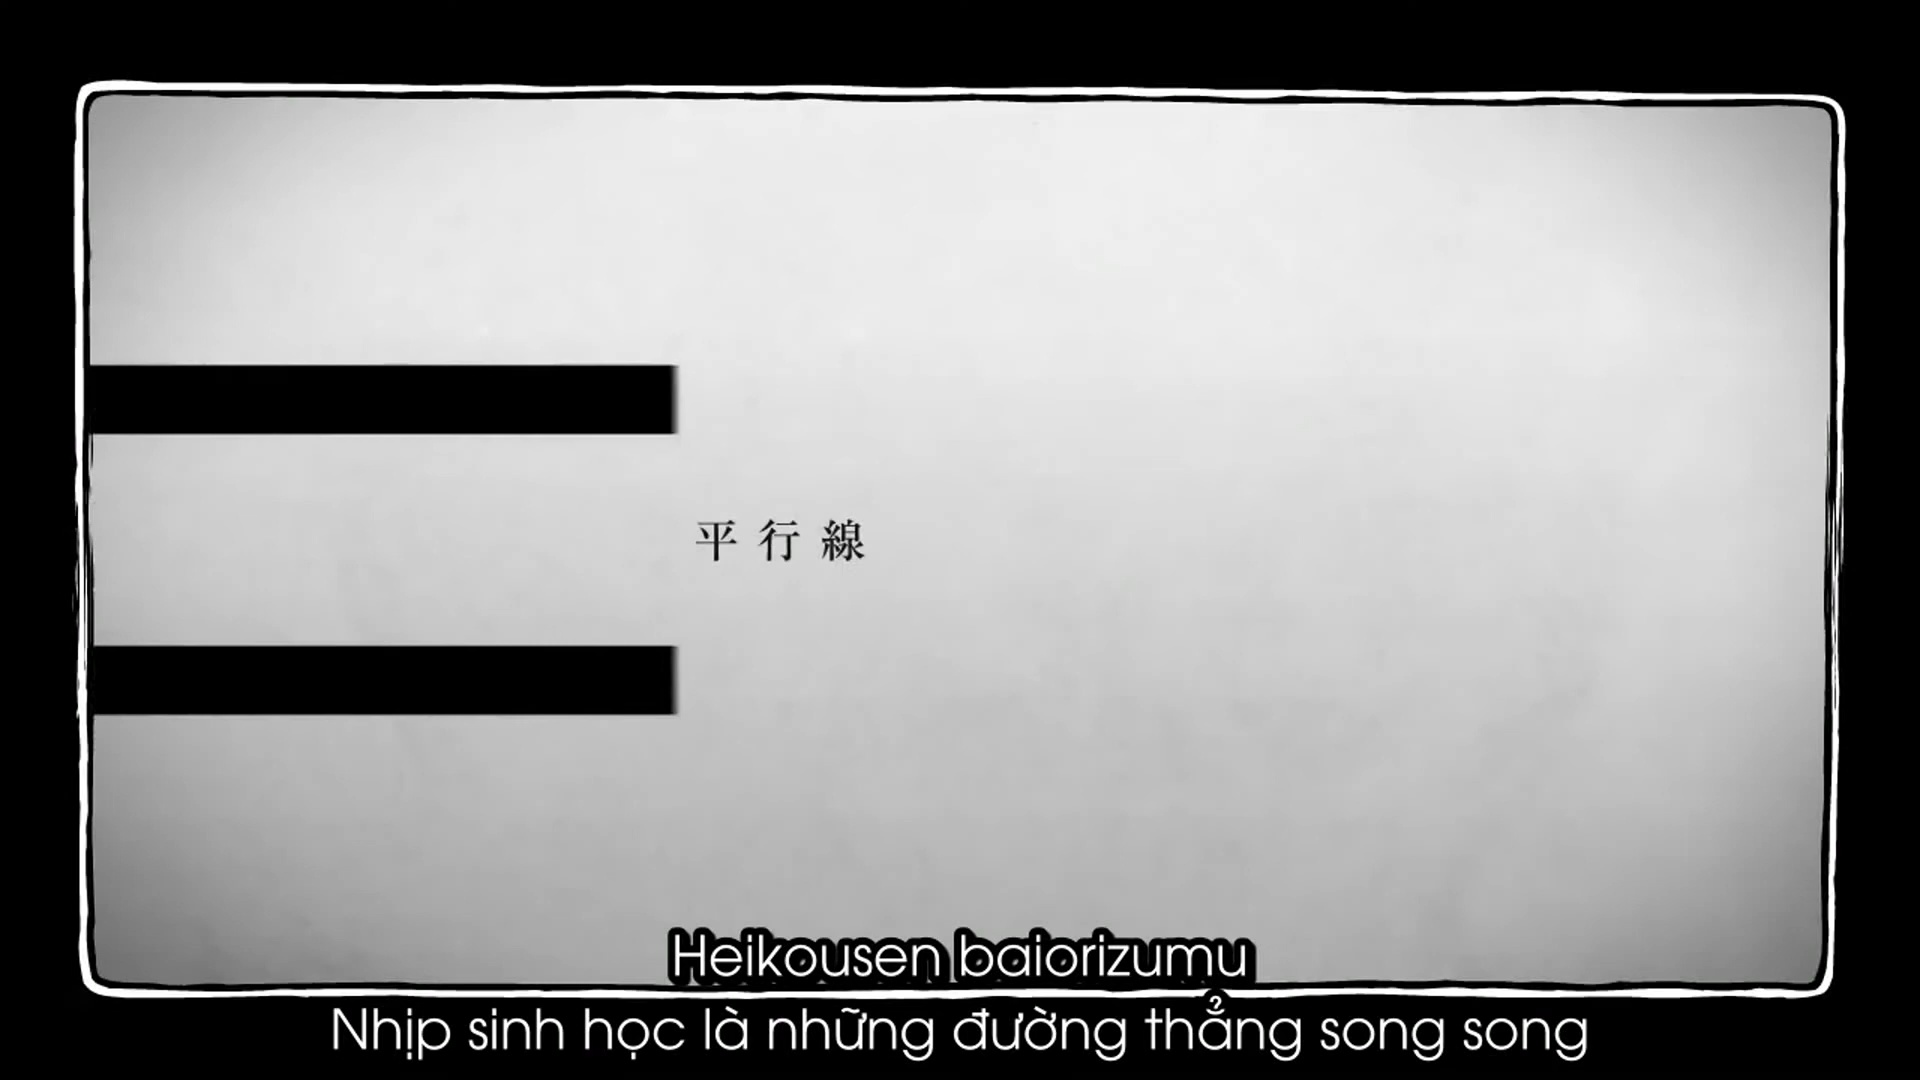 平行線
Heikousen baiorizumu
Nhịp sinh học là những đường thẳng song song